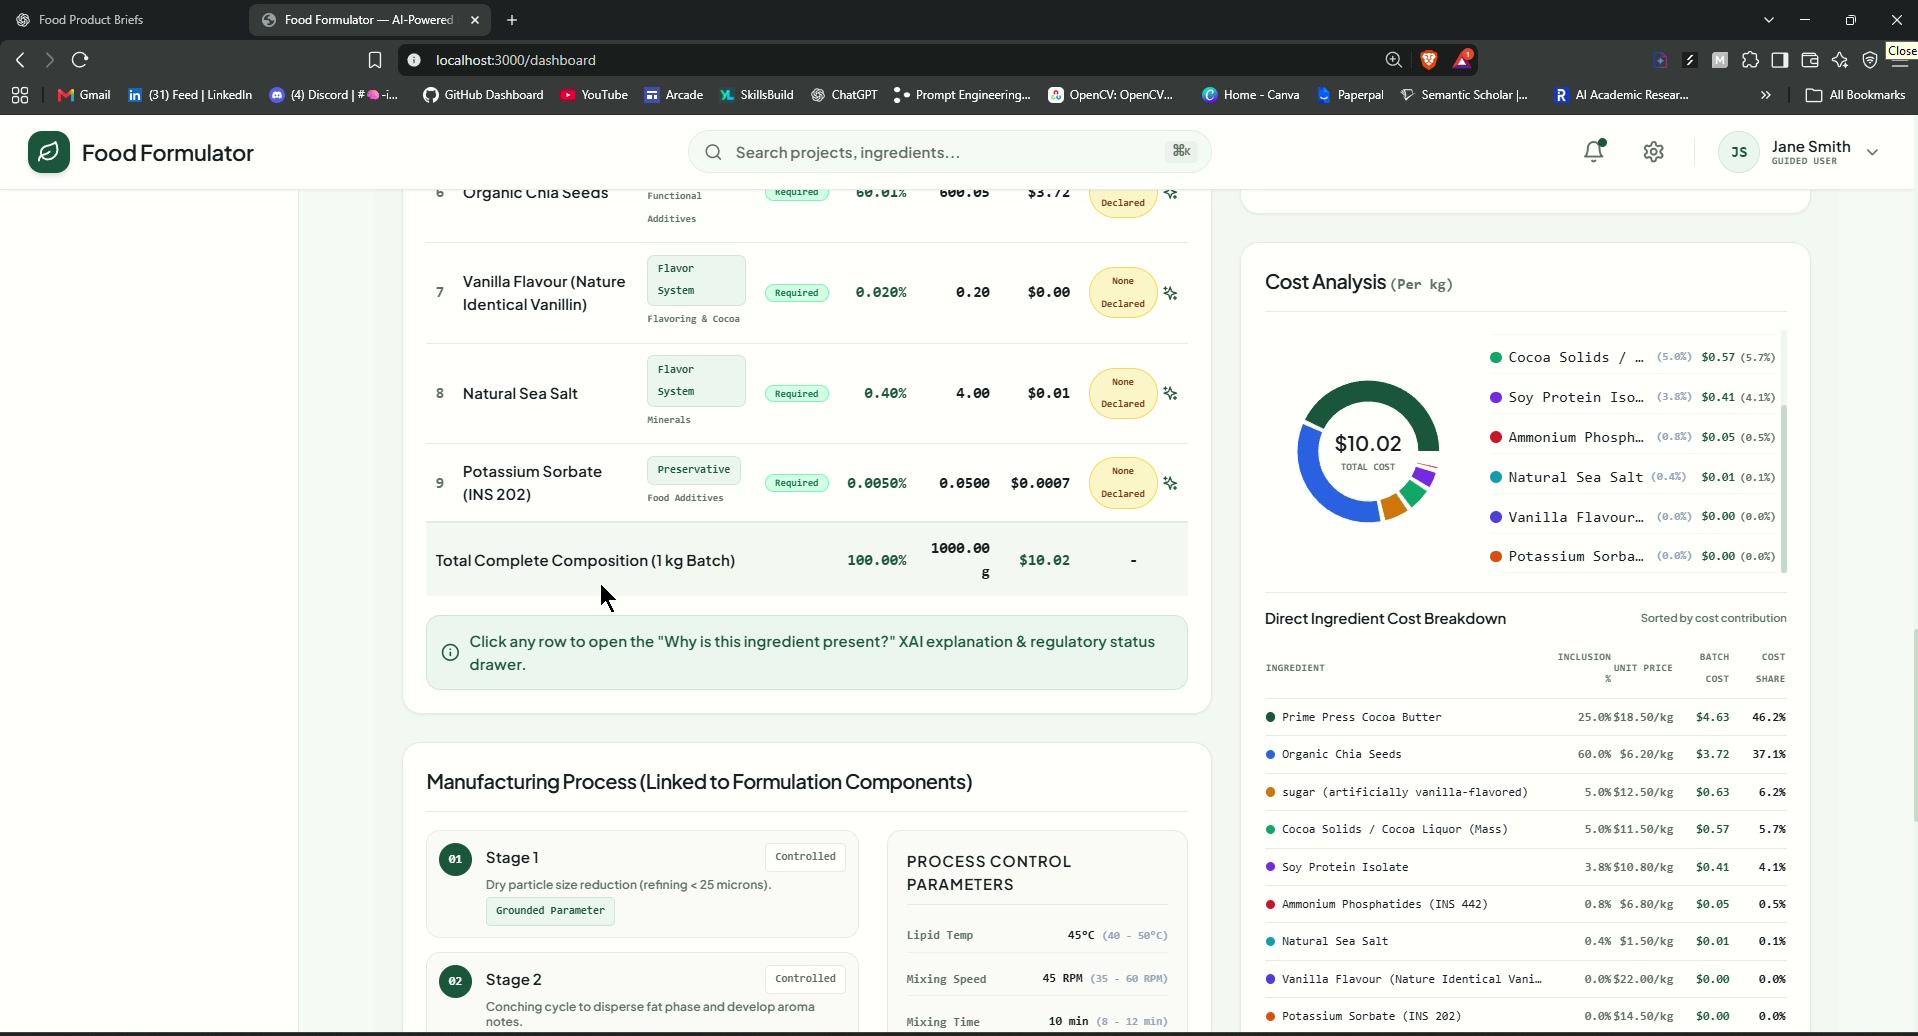 Food Product Briefs
Food Formulator — AI-Powered
localhost:3000/dashboard
1
Close
Gmail
(31) Feed | LinkedIn
(4) Discord | #🧠-i...
GitHub Dashboard
YouTube
Arcade
SkillsBuild
ChatGPT
Prompt Engineering...
OpenCV: OpenCV...
Home - Canva
Paperpal
Semantic Scholar |...
AI Academic Resear...
All Bookmarks
Food Formulator
Search projects, ingredients...
⌘K
JS
Jane Smith
GUIDED USER
6 Organic Chia Seeds
Functional
Additives
Required
60.01%
600.05
$3.72
Declared
7 Vanilla Flavour (Nature
Identical Vanillin)
Flavor
System
Flavoring & Cocoa
Required
0.020%
0.20
$0.00
None
Declared
8 Natural Sea Salt
Flavor
System
Minerals
Required
0.40%
4.00
$0.01
None
Declared
9 Potassium Sorbate
(INS 202)
Preservative
Food Additives
Required
0.0050%
0.0500
$0.0007
None
Declared
Total Complete Composition (1 kg Batch)
100.00%
1000.00
g
$10.02
-
Click any row to open the "Why is this ingredient present?" XAI explanation & regulatory status
drawer.
Manufacturing Process (Linked to Formulation Components)
01
Stage 1
Controlled
Dry particle size reduction (refining < 25 microns).
Grounded Parameter
02
Stage 2
Controlled
Conching cycle to disperse fat phase and develop aroma
notes.
PROCESS CONTROL
PARAMETERS
Lipid Temp 45°C (40 - 50°C)
Mixing Speed 45 RPM (35 - 60 RPM)
Mixing Time 10 min (8 - 12 min)
Cost Analysis (Per kg)
$10.02
TOTAL COST
Cocoa Solids / ... (5.0%) $0.57 (5.7%)
Soy Protein Iso... (3.8%) $0.41 (4.1%)
Ammonium Phosph... (0.8%) $0.05 (0.5%)
Natural Sea Salt (0.4%) $0.01 (0.1%)
Vanilla Flavour... (0.0%) $0.00 (0.0%)
Potassium Sorba... (0.0%) $0.00 (0.0%)
Direct Ingredient Cost Breakdown
Sorted by cost contribution
INGREDIENT
INCLUSION
%
UNIT PRICE
BATCH
COST
COST
SHARE
Prime Press Cocoa Butter 25.0% $18.50/kg $4.63 46.2%
Organic Chia Seeds 60.0% $6.20/kg $3.72 37.1%
sugar (artificially vanilla-flavored) 5.0% $12.50/kg $0.63 6.2%
Cocoa Solids / Cocoa Liquor (Mass) 5.0% $11.50/kg $0.57 5.7%
Soy Protein Isolate 3.8% $10.80/kg $0.41 4.1%
Ammonium Phosphatides (INS 442) 0.8% $6.80/kg $0.05 0.5%
Natural Sea Salt 0.4% $1.50/kg $0.01 0.1%
Vanilla Flavour (Nature Identical Vani... 0.0% $22.00/kg $0.00 0.0%
Potassium Sorbate (INS 202) 0.0% $14.50/kg $0.00 0.0%